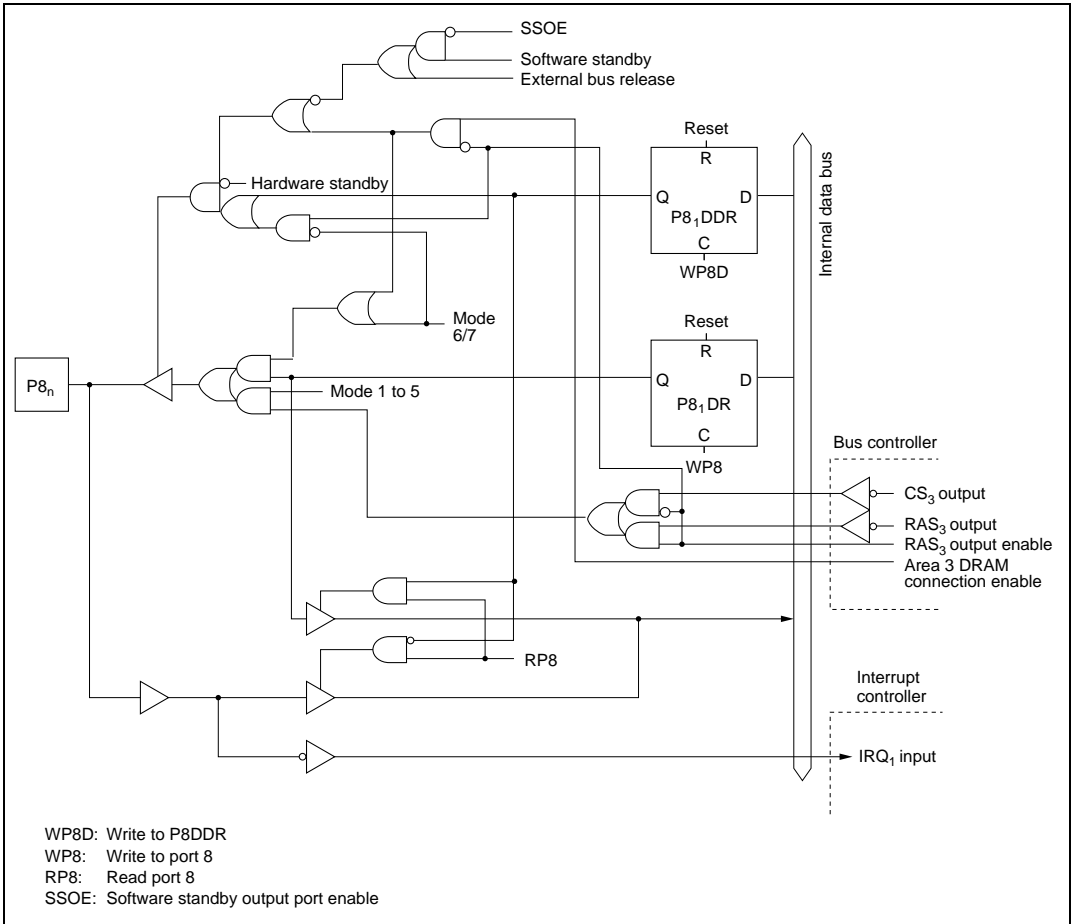 SSOE
Software standby
External bus release
Hardware standby
Reset
R
Q D
P8₁DDR
C
WP8D
Internal data bus
Mode
6/7
Reset
R
Q D
P8₁DR
C
WP8
P8ₙ
Mode 1 to 5
Bus controller
CS₃ output
RAS₃ output
RAS₃ output enable
Area 3 DRAM
connection enable
RP8
Interrupt
controller
IRQ₁ input
WP8D: Write to P8DDR
WP8: Write to port 8
RP8: Read port 8
SSOE: Software standby output port enable